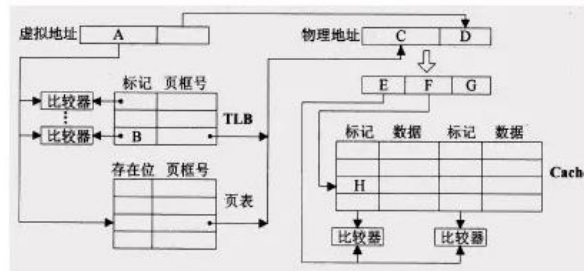 虚拟地址 A
物理地址 C D
标记 页框号
比较器
TLB
比较器 B
E F G
标记 数据 标记 数据
存在位 页框号
Cach
页表
H
比较器 比较器